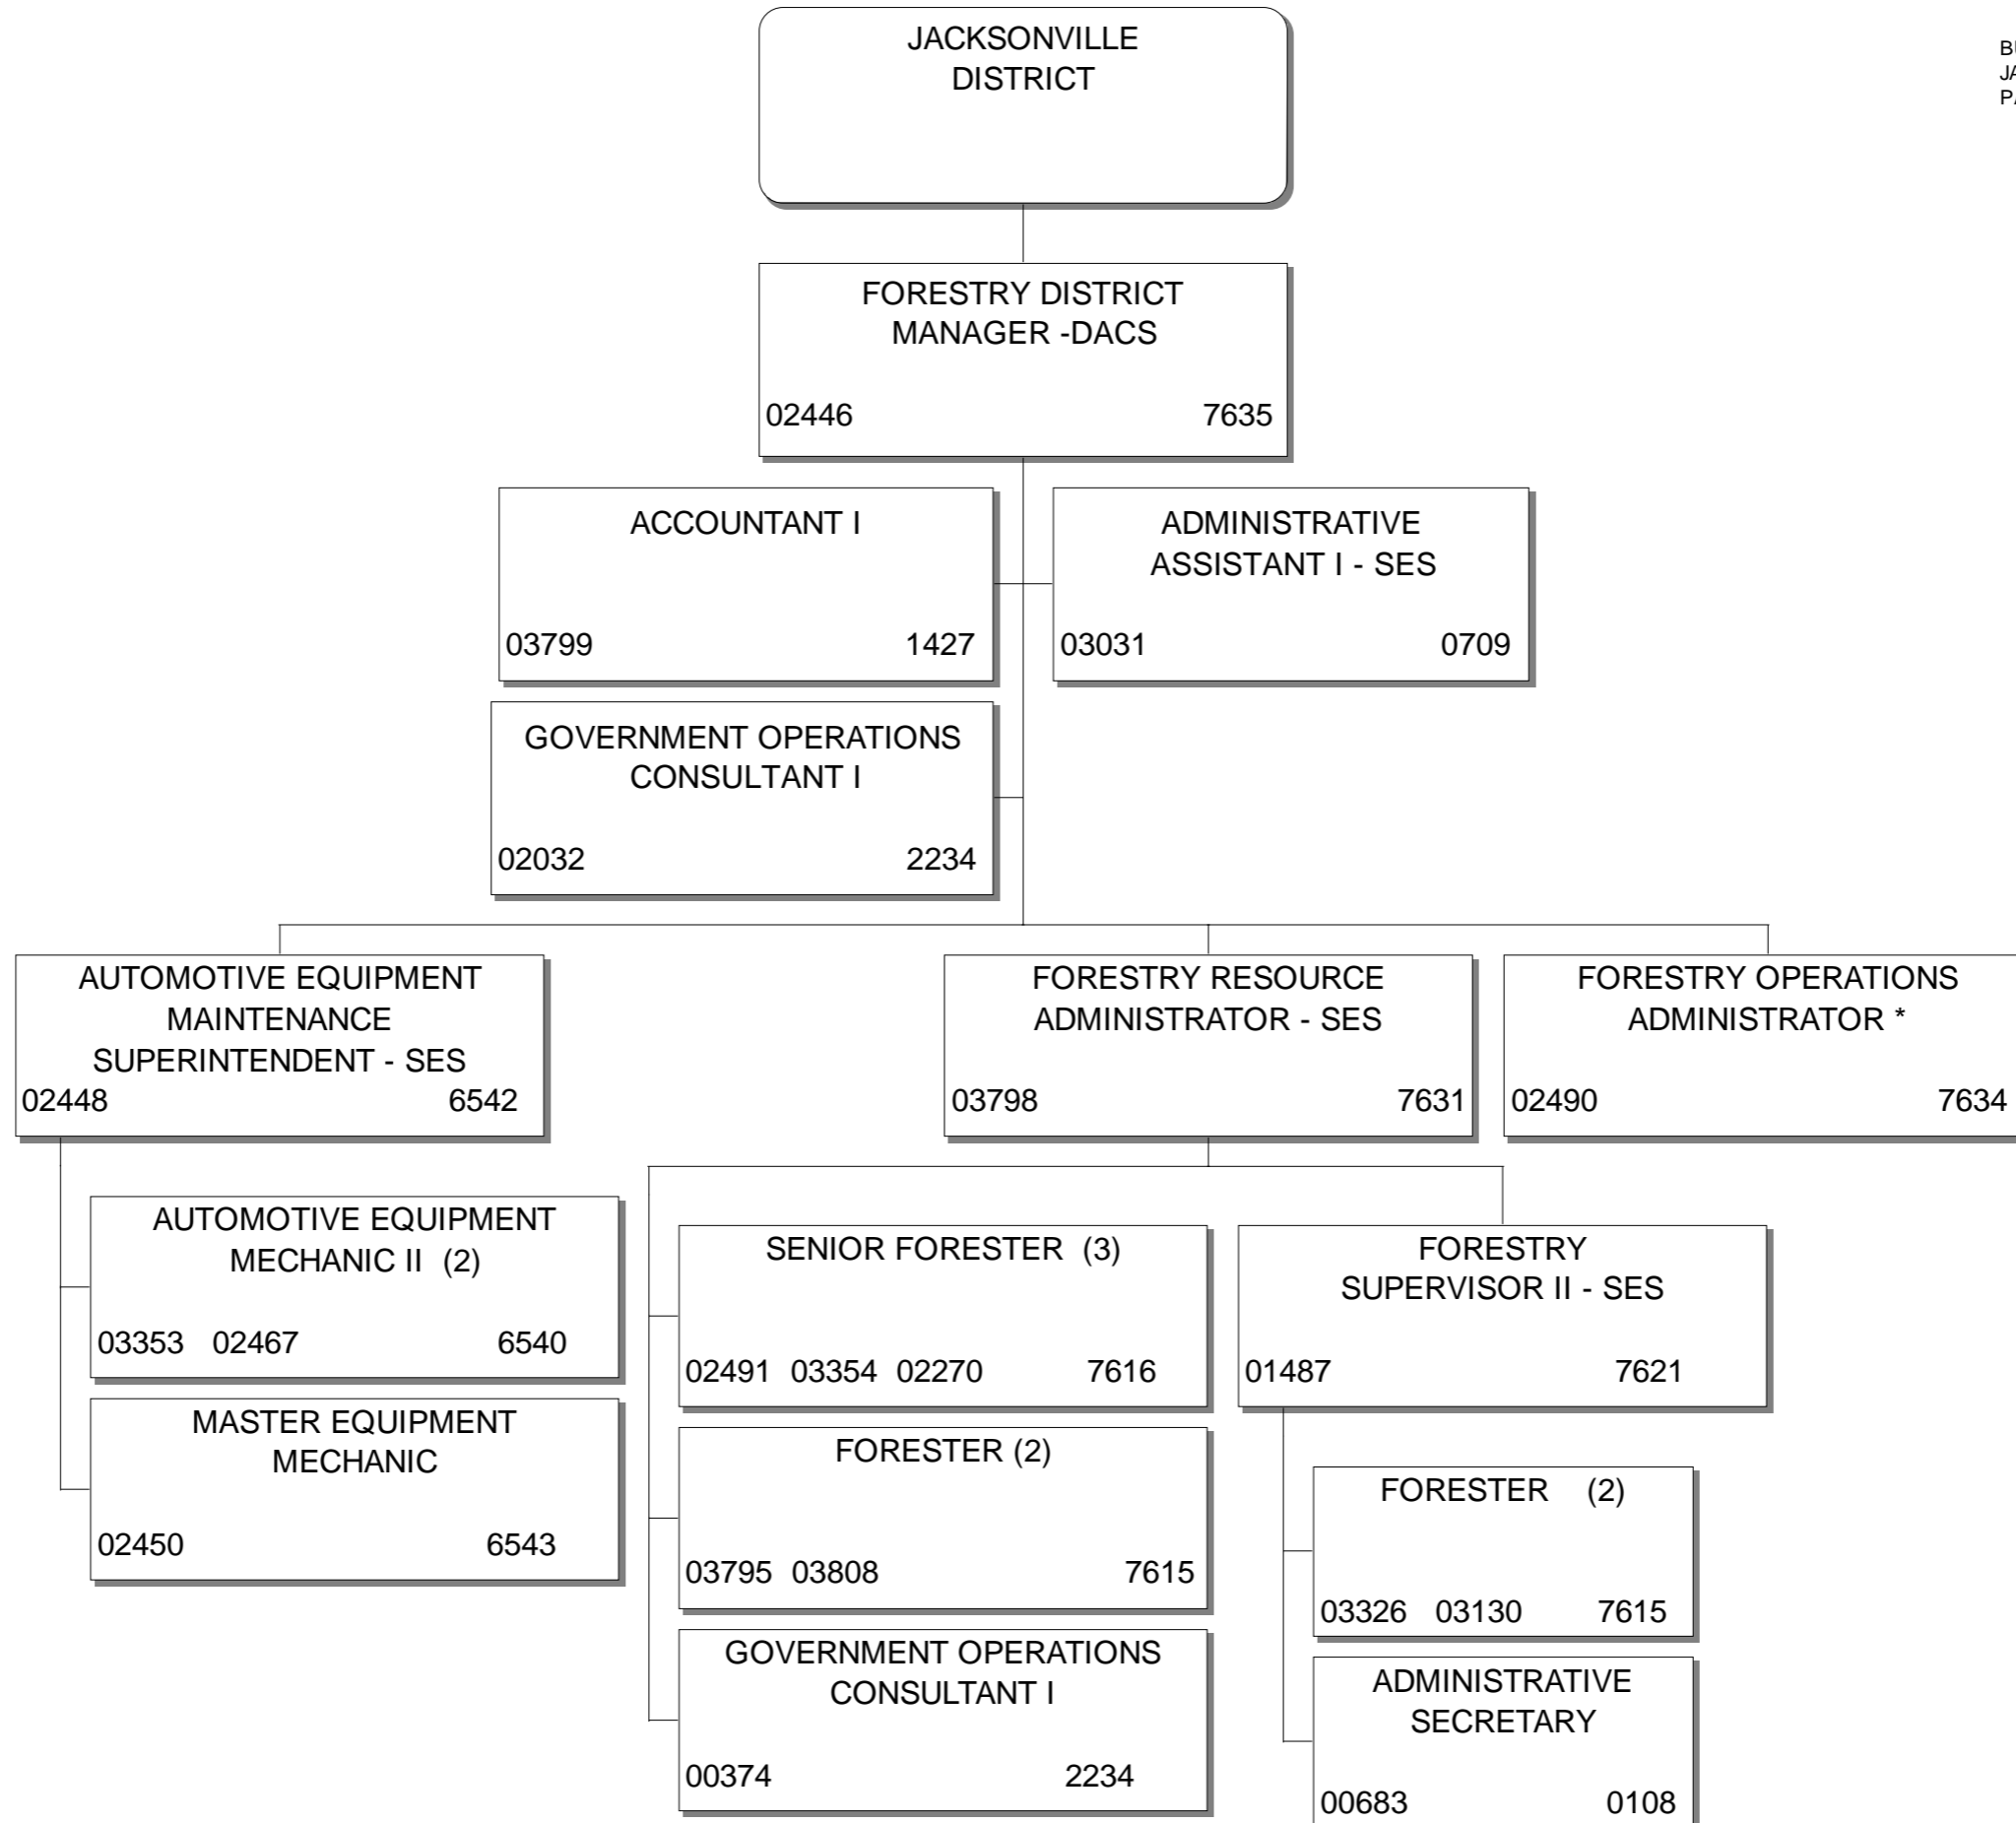 JACKSONVILLE
DISTRICT
FORESTRY DISTRICT
MANAGER -DACS
02446 7635
ACCOUNTANT I
03799 1427
ADMINISTRATIVE
ASSISTANT I - SES
03031 0709
GOVERNMENT OPERATIONS
CONSULTANT I
02032 2234
AUTOMOTIVE EQUIPMENT
MAINTENANCE
SUPERINTENDENT - SES
02448 6542
FORESTRY RESOURCE
ADMINISTRATOR - SES
03798 7631
FORESTRY OPERATIONS
ADMINISTRATOR *
02490 7634
AUTOMOTIVE EQUIPMENT
MECHANIC II (2)
03353 02467 6540
MASTER EQUIPMENT
MECHANIC
02450 6543
SENIOR FORESTER (3)
02491 03354 02270 7616
FORESTER (2)
03795 03808 7615
GOVERNMENT OPERATIONS
CONSULTANT I
00374 2234
FORESTRY
SUPERVISOR II - SES
01487 7621
FORESTER (2)
03326 03130 7615
ADMINISTRATIVE
SECRETARY
00683 0108